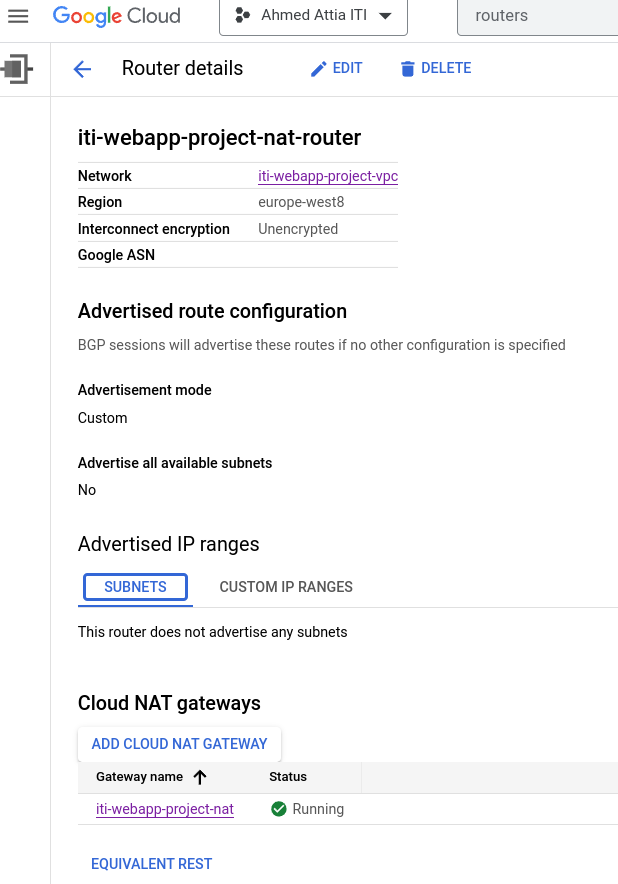 Google Cloud
Ahmed Attia ITI
routers
Router details
EDIT
DELETE
iti-webapp-project-nat-router
Network iti-webapp-project-vpc
Region europe-west8
Interconnect encryption Unencrypted
Google ASN
Advertised route configuration
BGP sessions will advertise these routes if no other configuration is specified
Advertisement mode
Custom
Advertise all available subnets
No
Advertised IP ranges
SUBNETS CUSTOM IP RANGES
This router does not advertise any subnets
Cloud NAT gateways
ADD CLOUD NAT GATEWAY
Gateway name Status
iti-webapp-project-nat Running
EQUIVALENT REST